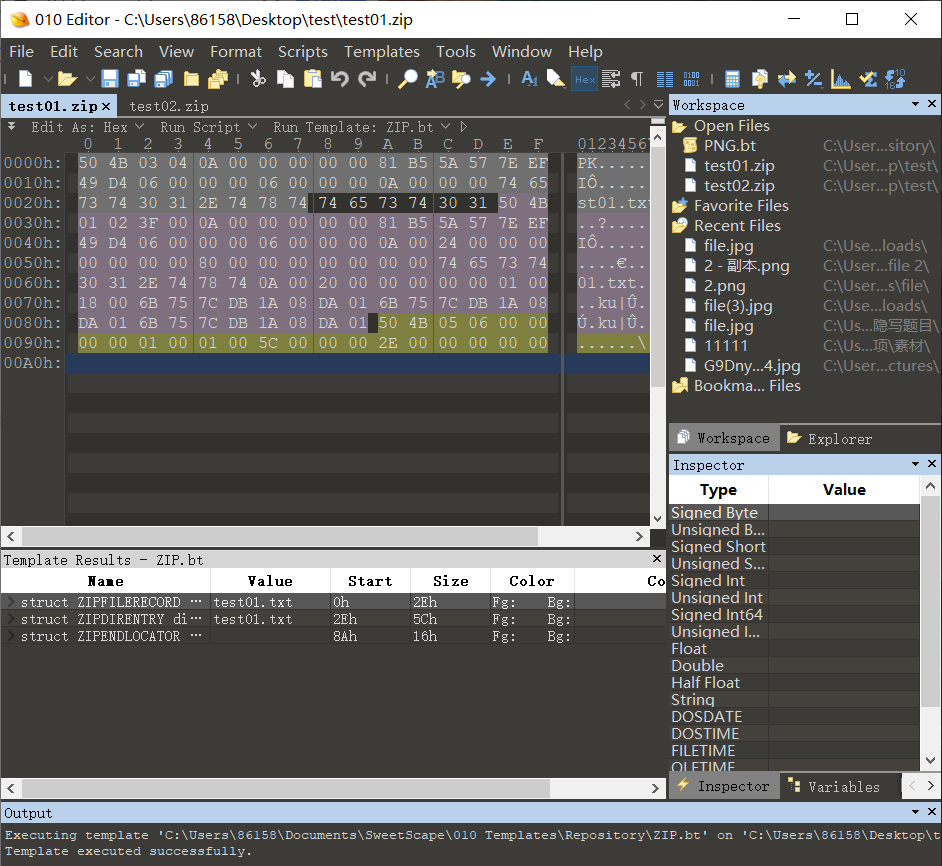 010 Editor - C:\Users\86158\Desktop\test\test01.zip
File Edit Search View Format Scripts Templates Tools Window Help
Hex
test01.zip × test02.zip
Edit As: Hex Run Script Run Template: ZIP.bt
0 1 2 3 4 5 6 7 8 9 A B C D E F 01234567
0000h: 50 4B 03 04 0A 00 00 00 00 00 81 B5 5A 57 7E EF PK......
0010h: 49 D4 06 00 00 00 06 00 00 00 0A 00 00 00 74 65 IÔ......
0020h: 73 74 30 31 2E 74 78 74 74 65 73 74 30 31 50 4B st01.txt
0030h: 01 02 3F 00 0A 00 00 00 00 00 81 B5 5A 57 7E EF ..?.....
0040h: 49 D4 06 00 00 00 06 00 00 00 0A 00 24 00 00 00 IÔ......
0050h: 00 00 00 00 80 00 00 00 00 00 00 00 74 65 73 74 ....€...
0060h: 30 31 2E 74 78 74 0A 00 20 00 00 00 00 00 01 00 01.txt..
0070h: 18 00 6B 75 7C DB 1A 08 DA 01 6B 75 7C DB 1A 08 ..ku|Û..
0080h: DA 01 6B 75 7C DB 1A 08 DA 01 50 4B 05 06 00 00 Ú.ku|Û..
0090h: 00 00 01 00 01 00 5C 00 00 00 2E 00 00 00 00 00 ......\
00A0h:
Template Results - ZIP.bt
Name Value Start Size Color Co
struct ZIPFILERECORD ... test01.txt 0h 2Eh Fg: Bg:
struct ZIPDIRENTRY di... test01.txt 2Eh 5Ch Fg: Bg:
struct ZIPENDLOCATOR ... 8Ah 16h Fg: Bg:
Workspace
Open Files
PNG.bt C:\User...sitory\
test01.zip C:\User...p\test\
test02.zip C:\User...p\test\
Favorite Files
Recent Files
file.jpg C:\Use...loads\
2 - 副本.png C:\User...file 2\
2.png C:\User...s\file\
file(3).jpg C:\Use...loads\
file.jpg C:\Us...隐写题目\
11111 C:\Us...项\素材\
G9Dny...4.jpg C:\User...ctures\
Bookma... Files
Workspace Explorer
Inspector
Type Value
Signed Byte
Unsigned B...
Signed Short
Unsigned S...
Signed Int
Unsigned Int
Signed Int64
Unsigned I...
Float
Double
Half Float
String
DOSDATE
DOSTIME
FILETIME
OLETIME
Inspector Variables
Output
Executing template 'C:\Users\86158\Documents\SweetScape\010 Templates\Repository\ZIP.bt' on 'C:\Users\86158\Desktop\t
Template executed successfully.